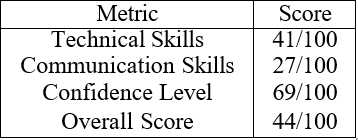 Metric Score
Technical Skills 41/100
Communication Skills 27/100
Confidence Level 69/100
Overall Score 44/100